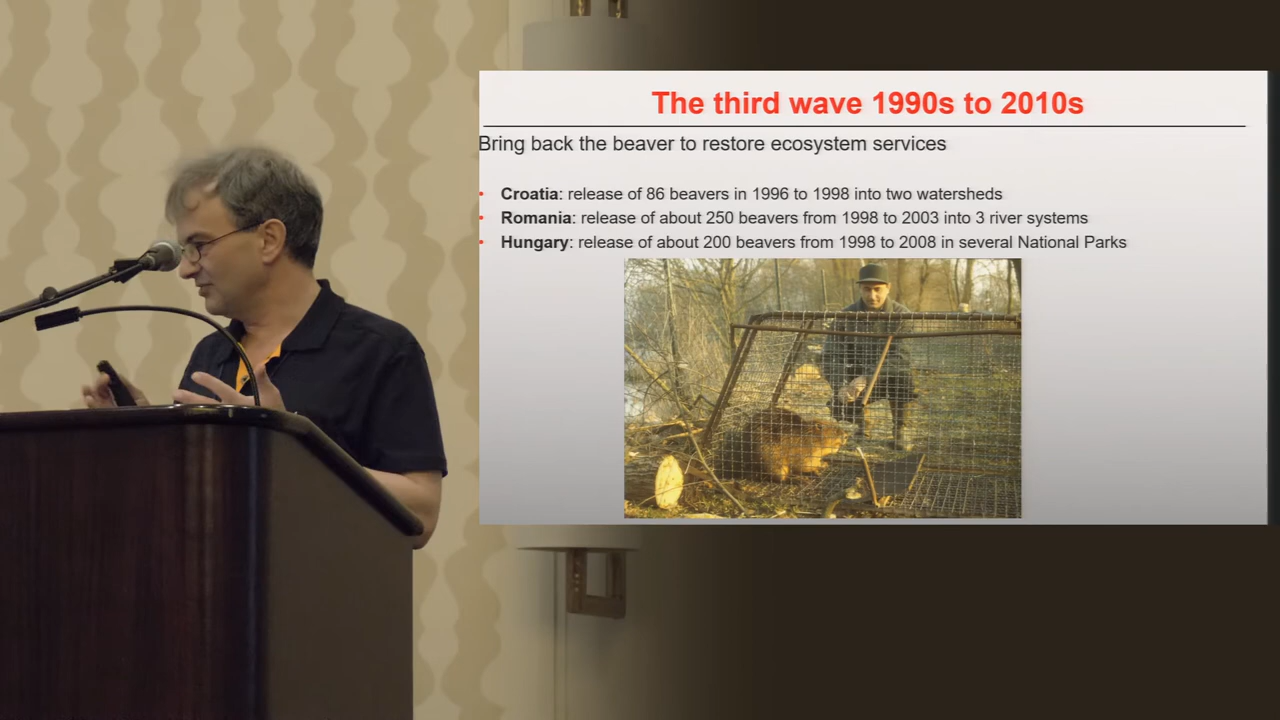 The third wave 1990s to 2010s
Bring back the beaver to restore ecosystem services
• Croatia: release of 86 beavers in 1996 to 1998 into two watersheds
• Romania: release of about 250 beavers from 1998 to 2003 into 3 river systems
• Hungary: release of about 200 beavers from 1998 to 2008 in several National Parks